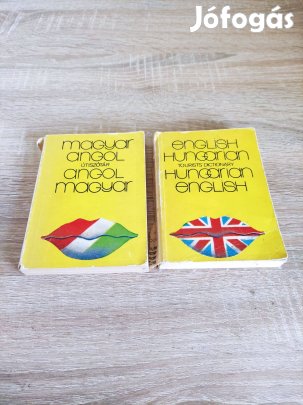 Jófogás
magyar
angol
útiszótár
angol
magyar
english
hungarian
tourists' dictionary
hungarian
english